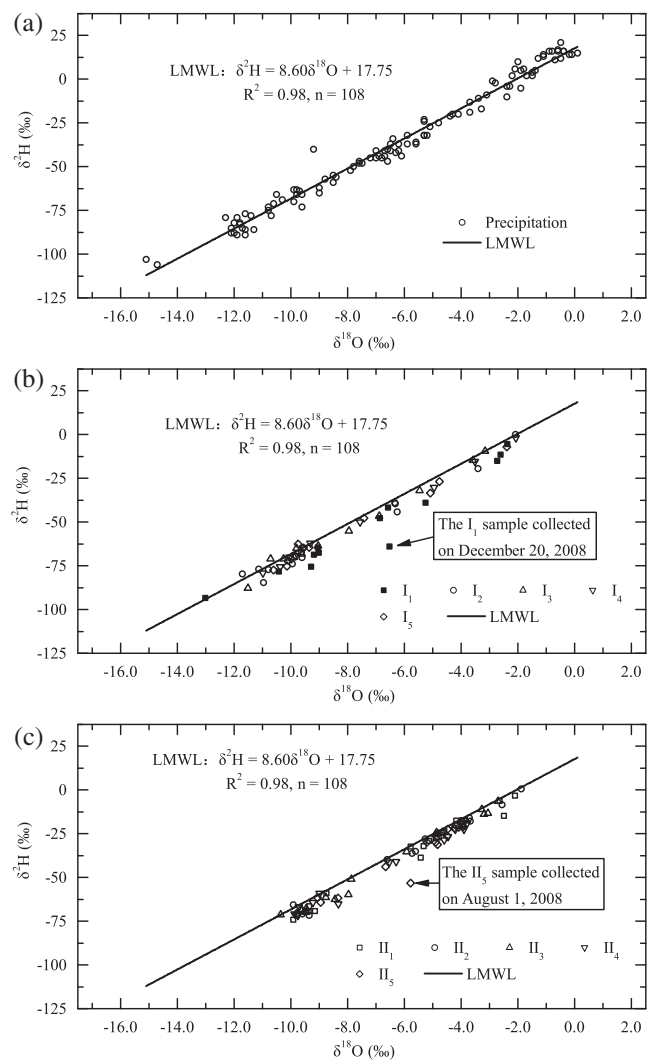 (a)
25
0
-25
-50
-75
-100
-125
δ²H (‰)
LMWL: δ²H = 8.60δ¹⁸O + 17.75
R² = 0.98, n = 108
Precipitation
LMWL
-16.0 -14.0 -12.0 -10.0 -8.0 -6.0 -4.0 -2.0 0.0 2.0
δ¹⁸O (‰)
(b)
25
0
-25
-50
-75
-100
-125
δ²H (‰)
LMWL: δ²H = 8.60δ¹⁸O + 17.75
R² = 0.98, n = 108
The I₁ sample collected
on December 20, 2008
I₁ I₂ I₃ I₄
I₅ LMWL
-16.0 -14.0 -12.0 -10.0 -8.0 -6.0 -4.0 -2.0 0.0 2.0
δ¹⁸O (‰)
(c)
25
0
-25
-50
-75
-100
-125
δ²H (‰)
LMWL: δ²H = 8.60δ¹⁸O + 17.75
R² = 0.98, n = 108
The II₅ sample collected
on August 1, 2008
II₁ II₂ II₃ II₄
II₅ LMWL
-16.0 -14.0 -12.0 -10.0 -8.0 -6.0 -4.0 -2.0 0.0 2.0
δ¹⁸O (‰)